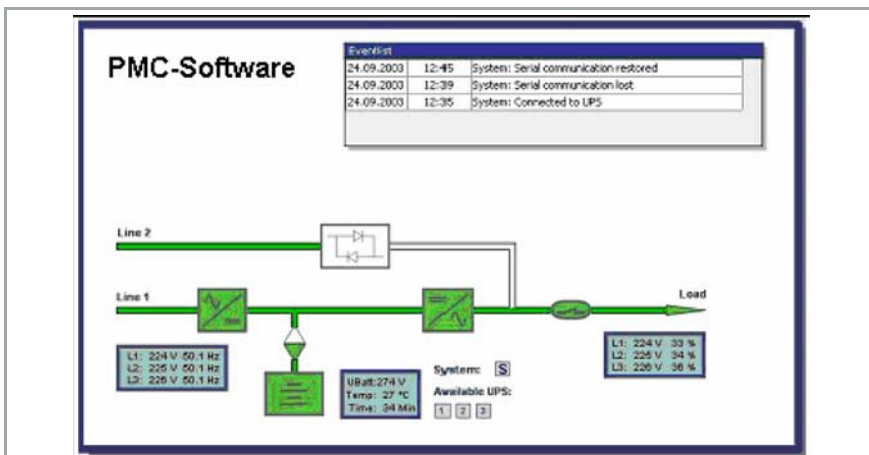 PMC-Software
Eventlist
24.09.2003 12:45 System: Serial communication restored
24.09.2003 12:39 System: Serial communication lost
24.09.2003 12:35 System: Connected to UPS
Line 2
Line 1
Load
L1: 224 V 50.1 Hz
L2: 225 V 50.1 Hz
L3: 226 V 50.1 Hz
UBatt:274 V
Temp: 27 °C
Time: 34 Min
System: S
Available UPS:
1 2 3
L1: 224 V 33 %
L2: 225 V 34 %
L3: 226 V 36 %